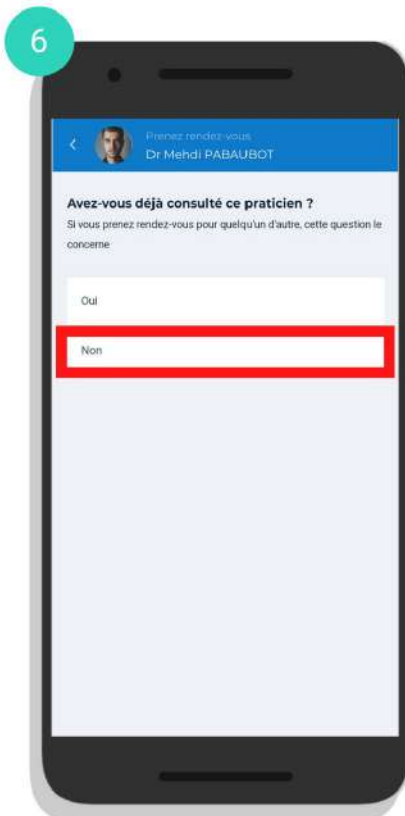 6
Prenez rendez-vous
Dr Mehdi PABAUBOT
Avez-vous déjà consulté ce praticien ?
Si vous prenez rendez-vous pour quelqu'un d'autre, cette question le
concerne
Oui
Non